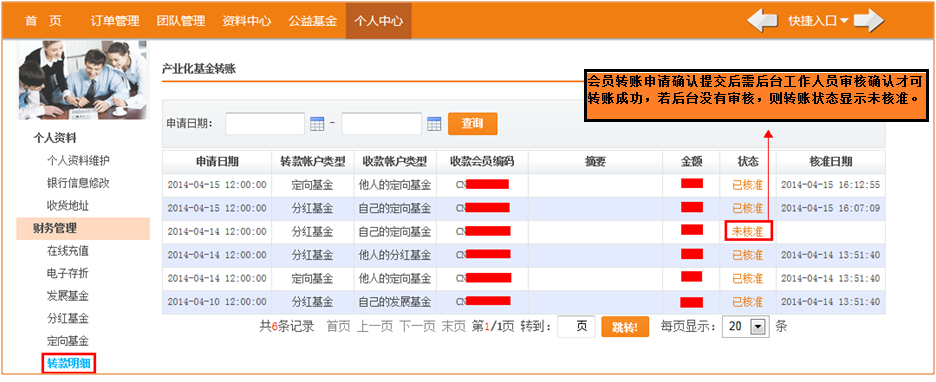 首 页 订单管理 团队管理 资料中心 公益基金 个人中心 快捷入口
产业化基金转账
会员转账申请确认提交后需后台工作人员审核确认才可
转账成功，若后台没有审核，则转账状态显示未核准。
申请日期： - 查询
个人资料
个人资料维护
银行信息修改
收货地址
财务管理
在线充值
电子存折
发展基金
分红基金
定向基金
转款明细
申请日期 转款帐户类型 收款帐户类型 收款会员编码 摘要 金额 状态 核准日期
2014-04-15 12:00:00 定向基金 他人的定向基金 CN 已核准 2014-04-15 16:12:55
2014-04-15 12:00:00 分红基金 自己的定向基金 CN 已核准 2014-04-15 16:07:09
2014-04-14 12:00:00 分红基金 自己的定向基金 CN 未核准
2014-04-14 12:00:00 分红基金 他人的分红基金 CN 已核准 2014-04-14 13:51:40
2014-04-14 12:00:00 定向基金 他人的定向基金 CN 已核准 2014-04-14 13:51:40
2014-04-10 12:00:00 分红基金 自己的发展基金 CN 已核准 2014-04-14 13:51:40
共6条记录 首页 上一页 下一页 末页 第1/1页 转到： 页 跳转! 每页显示： 20 条